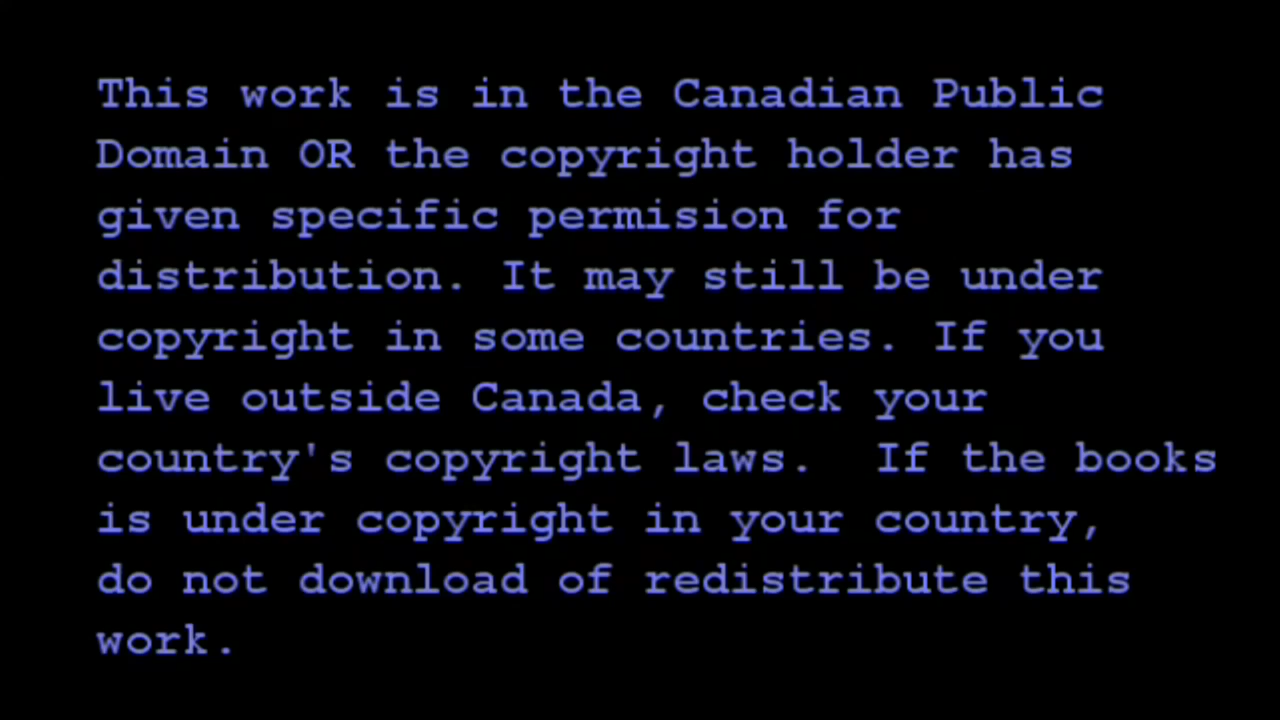 This work is in the Canadian Public
Domain OR the copyright holder has
given specific permision for
distribution. It may still be under
copyright in some countries. If you
live outside Canada, check your
country's copyright laws.  If the books
is under copyright in your country,
do not download of redistribute this
work.